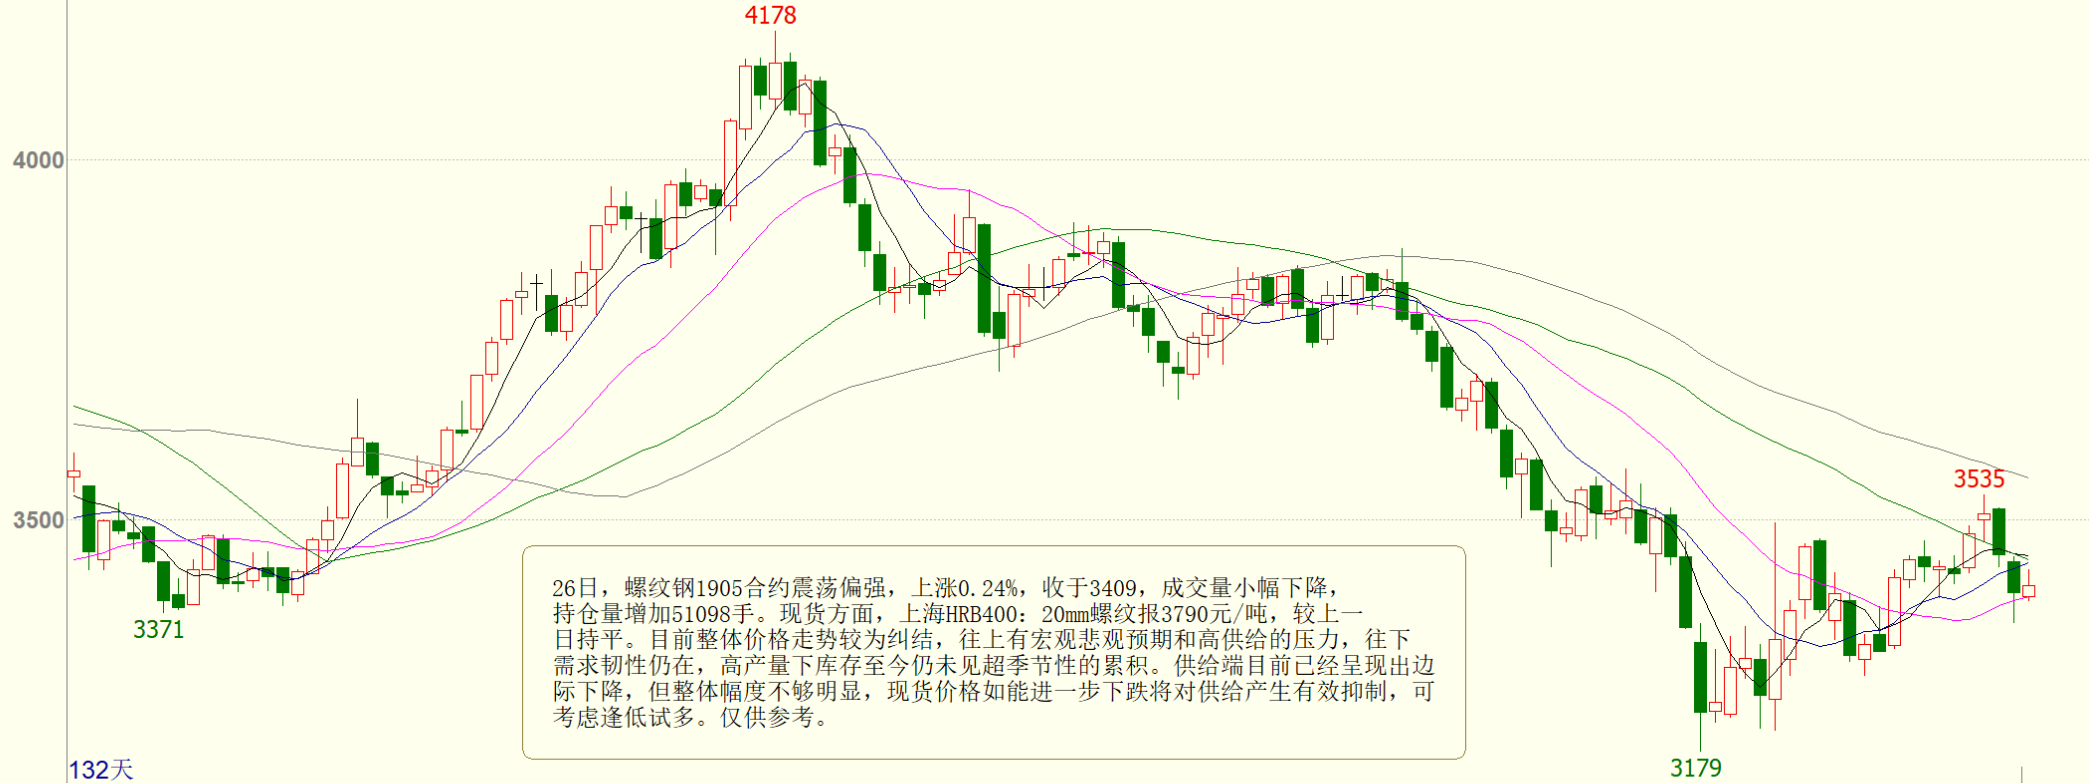 4178
4000
3500
3535
3371
26日，螺纹钢1905合约震荡偏强，上涨0.24%，收于3409，成交量小幅下降，
持仓量增加51098手。现货方面，上海HRB400：20mm螺纹报3790元/吨，较上一
日持平。目前整体价格走势较为纠结，往上有宏观悲观预期和高供给的压力，往下
需求韧性仍在，高产量下库存至今仍未见超季节性的累积。供给端目前已经呈现出边
际下降，但整体幅度不够明显，现货价格如能进一步下跌将对供给产生有效抑制，可
考虑逢低试多。仅供参考。
132天
3179